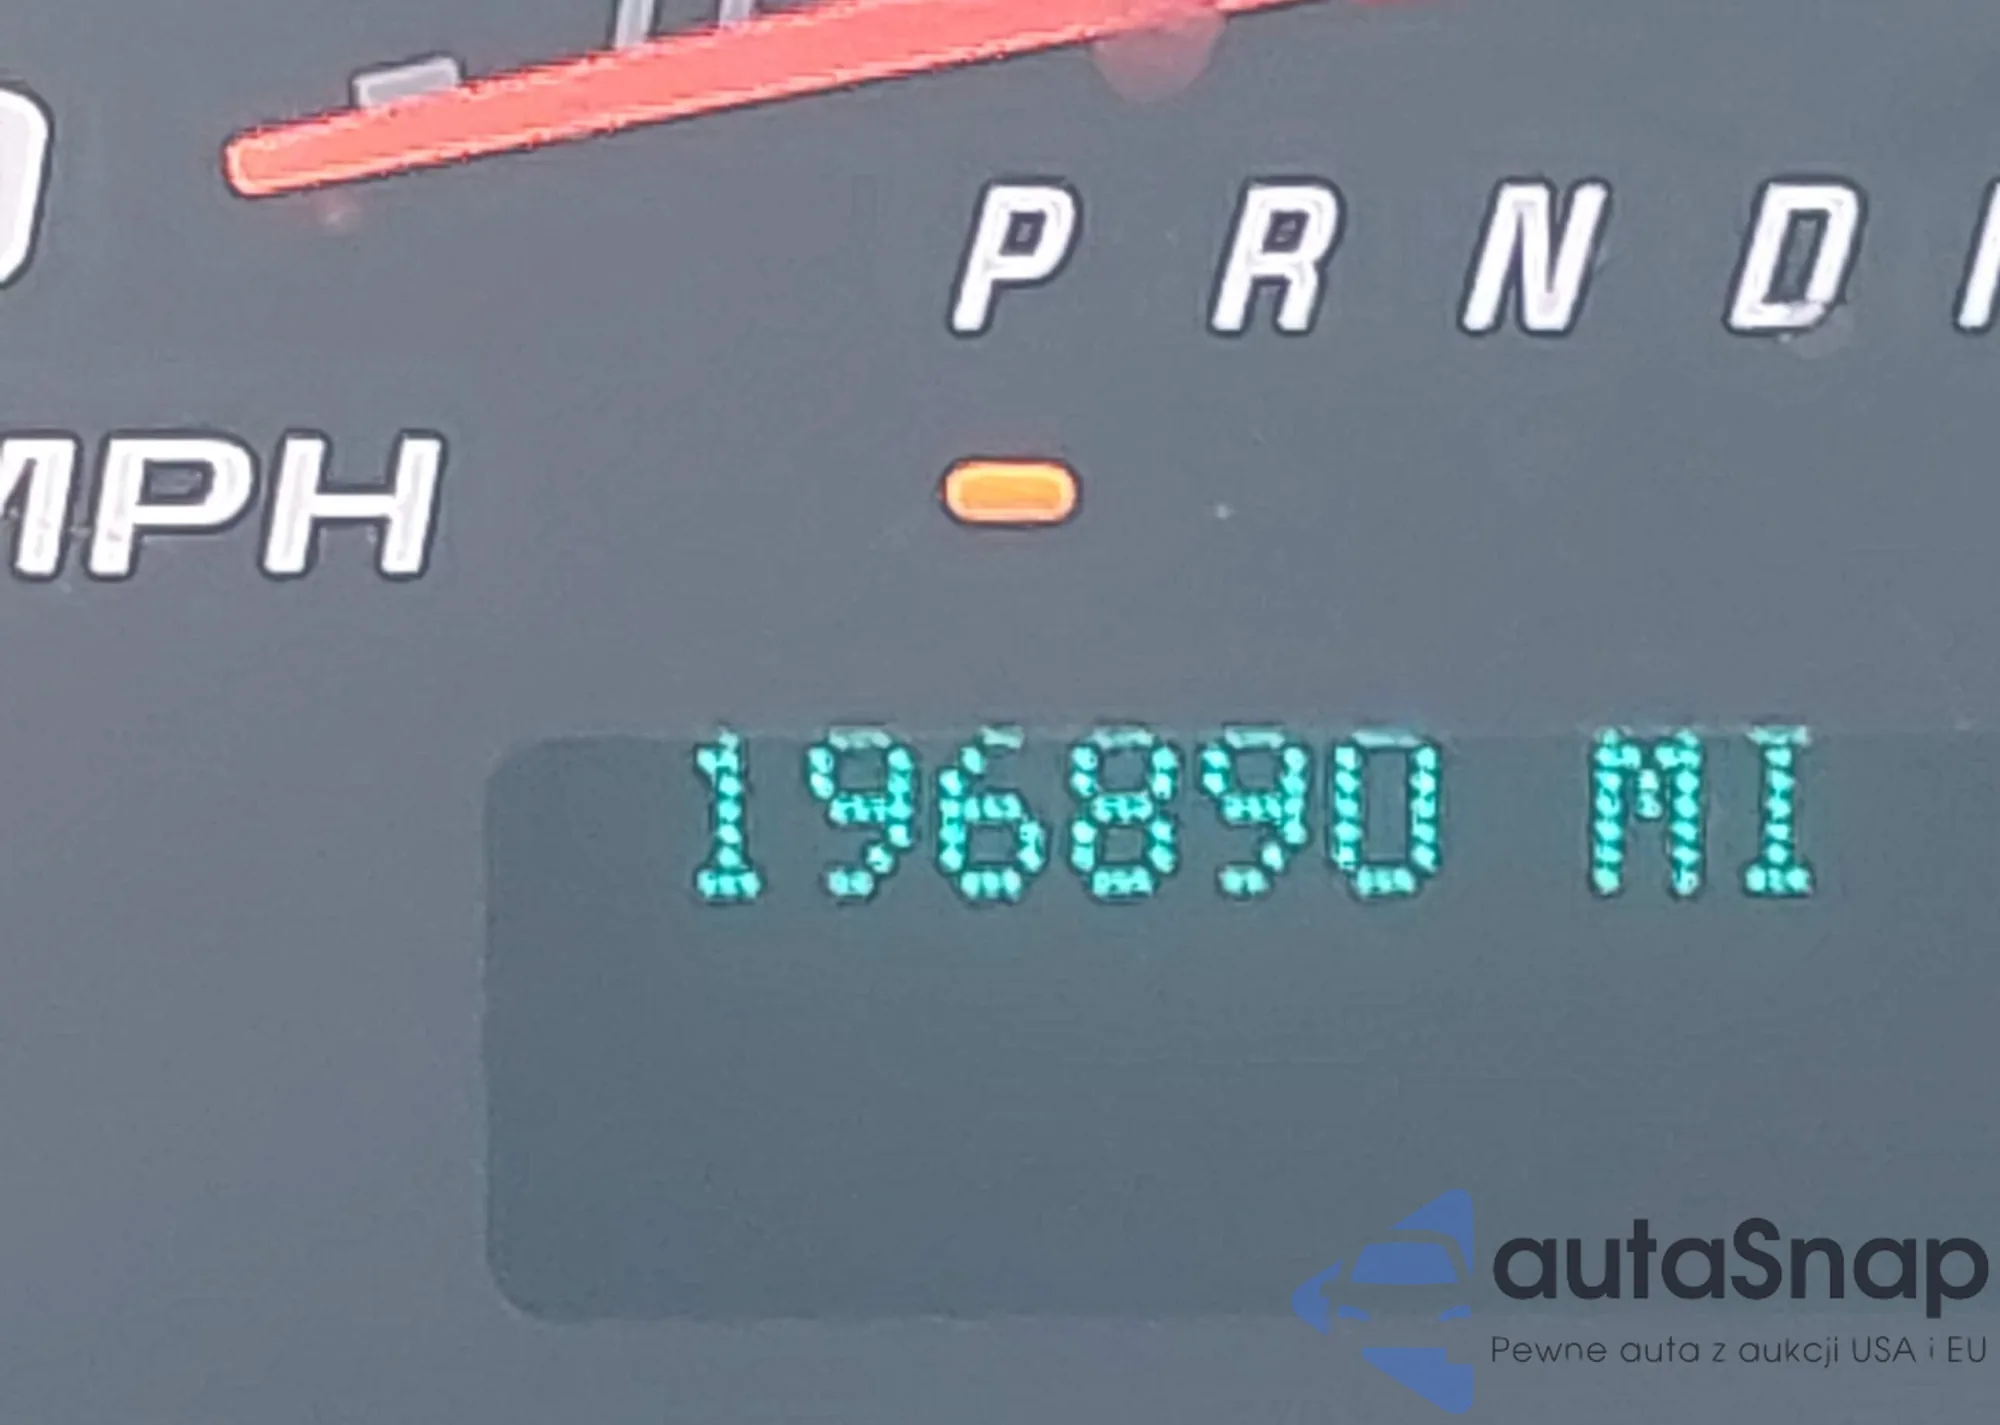 P R N D
MPH
196890 MI
autaSnap
Pewne auta z aukcji USA i EU